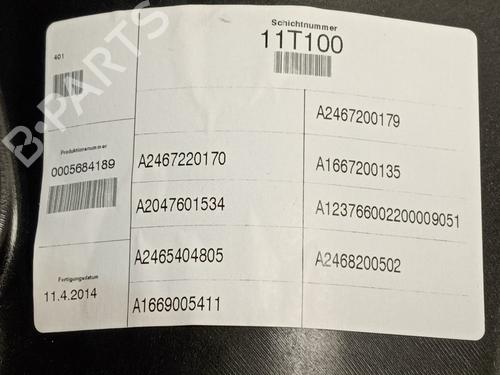 401
Schichtnummer
11T100
Produktionsnummer
0005684189
Fertigungsdatum
11.4.2014
A2467220170
A2047601534
A2465404805
A1669005411
A2467200179
A1667200135
A123766002200009051
A2468200502
B-PARTS